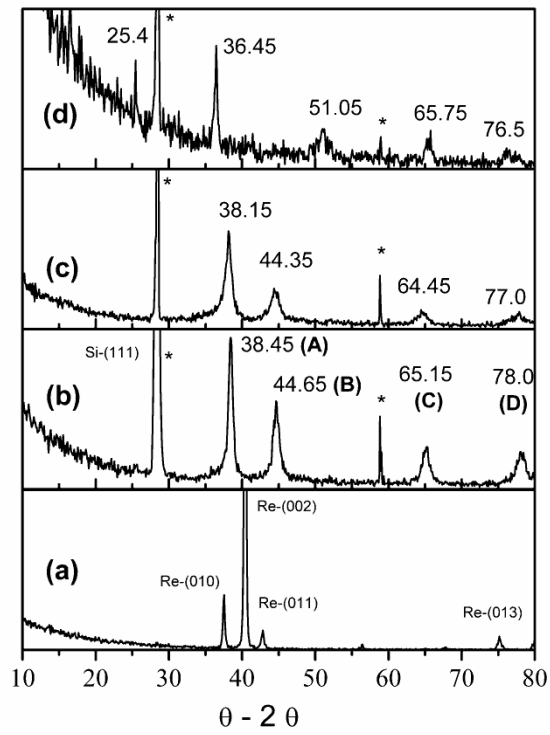 25.4
*
36.45
(d)
51.05
*
65.75
76.5
*
38.15
(c)
44.35
*
64.45
77.0
Si-(111)
*
38.45 (A)
44.65 (B)
*
65.15
(C)
78.0
(D)
(b)
Re-(002)
(a)
Re-(010)
Re-(011)
Re-(013)
10 20 30 40 50 60 70 80
θ - 2 θ